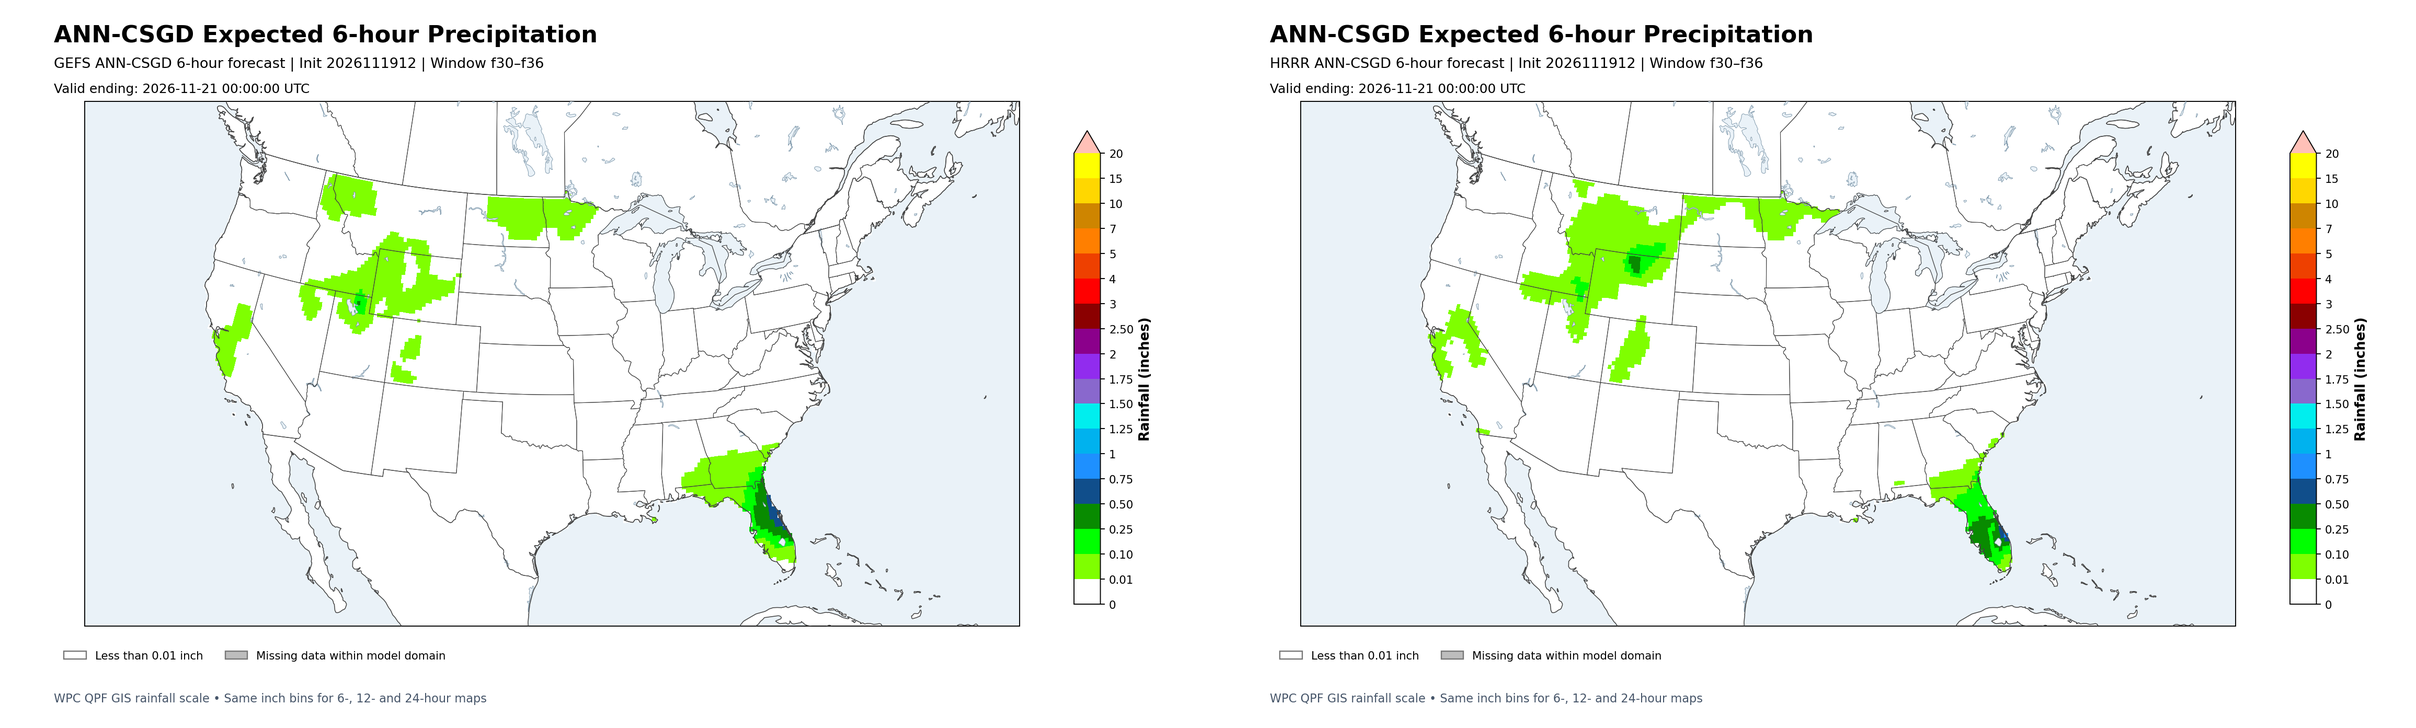 ANN-CSGD Expected 6-hour Precipitation
GEFS ANN-CSGD 6-hour forecast | Init 2026111912 | Window f30–f36
Valid ending: 2026-11-21 00:00:00 UTC
20
15
10
7
5
4
3
2.50
2
1.75
1.50
1.25
1
0.75
0.50
0.25
0.10
0.01
0
Rainfall (inches)
Less than 0.01 inch
Missing data within model domain
WPC QPF GIS rainfall scale • Same inch bins for 6-, 12- and 24-hour maps
ANN-CSGD Expected 6-hour Precipitation
HRRR ANN-CSGD 6-hour forecast | Init 2026111912 | Window f30–f36
Valid ending: 2026-11-21 00:00:00 UTC
20
15
10
7
5
4
3
2.50
2
1.75
1.50
1.25
1
0.75
0.50
0.25
0.10
0.01
0
Rainfall (inches)
Less than 0.01 inch
Missing data within model domain
WPC QPF GIS rainfall scale • Same inch bins for 6-, 12- and 24-hour maps